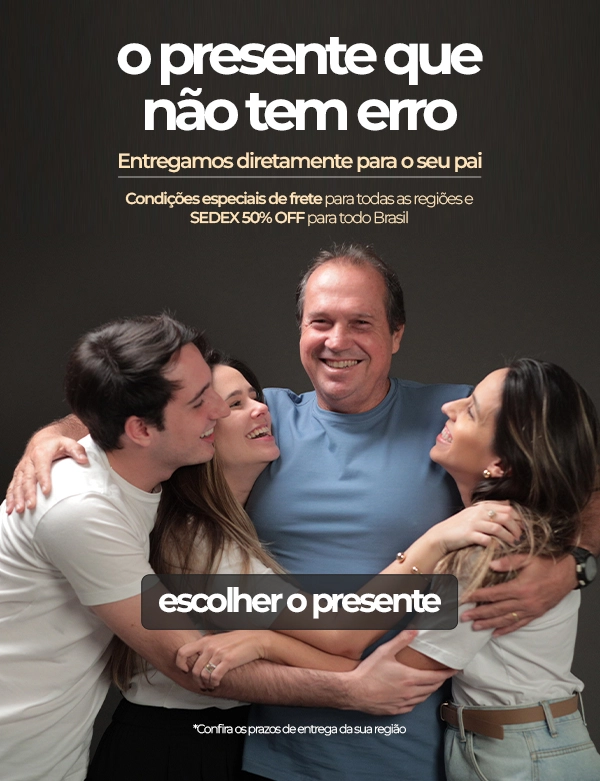 o presente que
não tem erro
Entregamos diretamente para o seu pai
Condições especiais de frete para todas as regiões e
SEDEX 50% OFF para todo Brasil
escolher o presente
*Confira os prazos de entrega da sua região